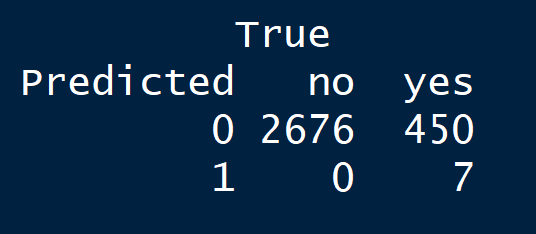 True
Predicted no yes
0 2676 450
1 0 7